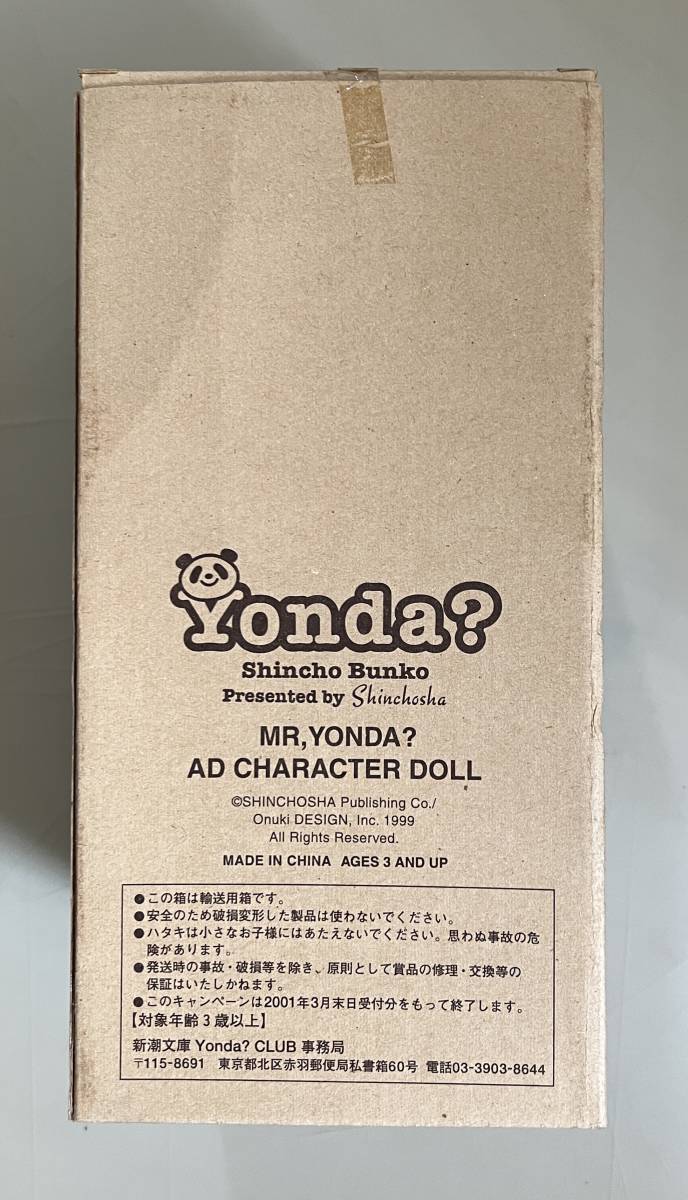 Yonda?
Shincho Bunko
Presented by Shinchosha
MR,YONDA?
AD CHARACTER DOLL
©SHINCHOSHA Publishing Co./
Onuki DESIGN, Inc. 1999
All Rights Reserved.
MADE IN CHINA AGES 3 AND UP
●この箱は輸送用箱です。
●安全のため破損変形した製品は使わないでください。
●ハタキは小さなお子様にはあたえないでください。思わぬ事故の危
険があります。
●発送時の事故・破損等を除き、原則として賞品の修理・交換等の
保証はいたしかねます。
●このキャンペーンは2001年3月末日受付分をもって終了します。
【対象年齢3歳以上】
新潮文庫 Yonda? CLUB 事務局
〒115-8691 東京都北区赤羽郵便局私書箱60号 電話03-3903-8644